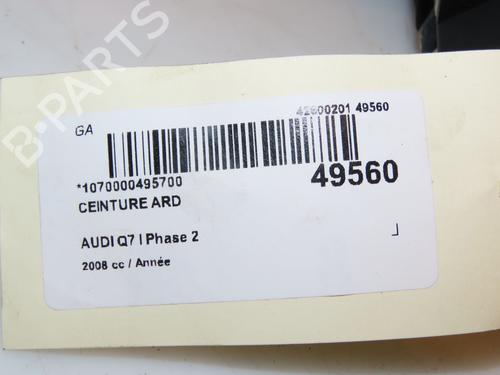 B-PARTS
GA
42600201 49560
*1070000495700
49560
CEINTURE ARD
AUDI Q7 I Phase 2
2008 cc / Année